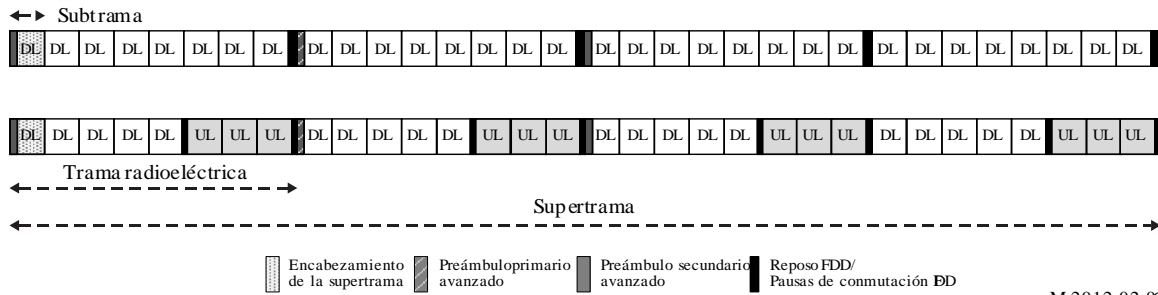 Subtrama
DL DL DL DL DL DL DL DL DL DL DL DL DL DL DL DL DL DL DL DL DL DL DL DL DL DL DL DL DL DL DL DL
DL DL DL DL DL UL UL UL DL DL DL DL DL UL UL UL DL DL DL DL DL UL UL UL DL DL DL DL DL UL UL UL
Trama radioeléctrica
Supertrama
Encabezamiento
de la supertrama
Preámbulo primario
avanzado
Preámbulo secundario
avanzado
Reposo FDD/
Pausas de conmutación TDD